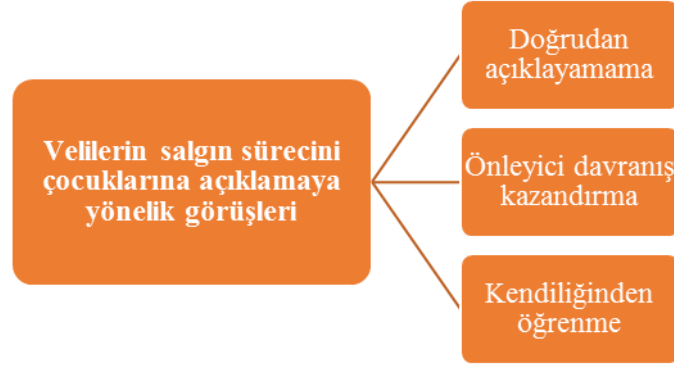 Velilerin salgın sürecini
çocuklarına açıklamaya
yönelik görüşleri
Doğrudan
açıklayamama
Önleyici davranış
kazandırma
Kendiliğinden
öğrenme